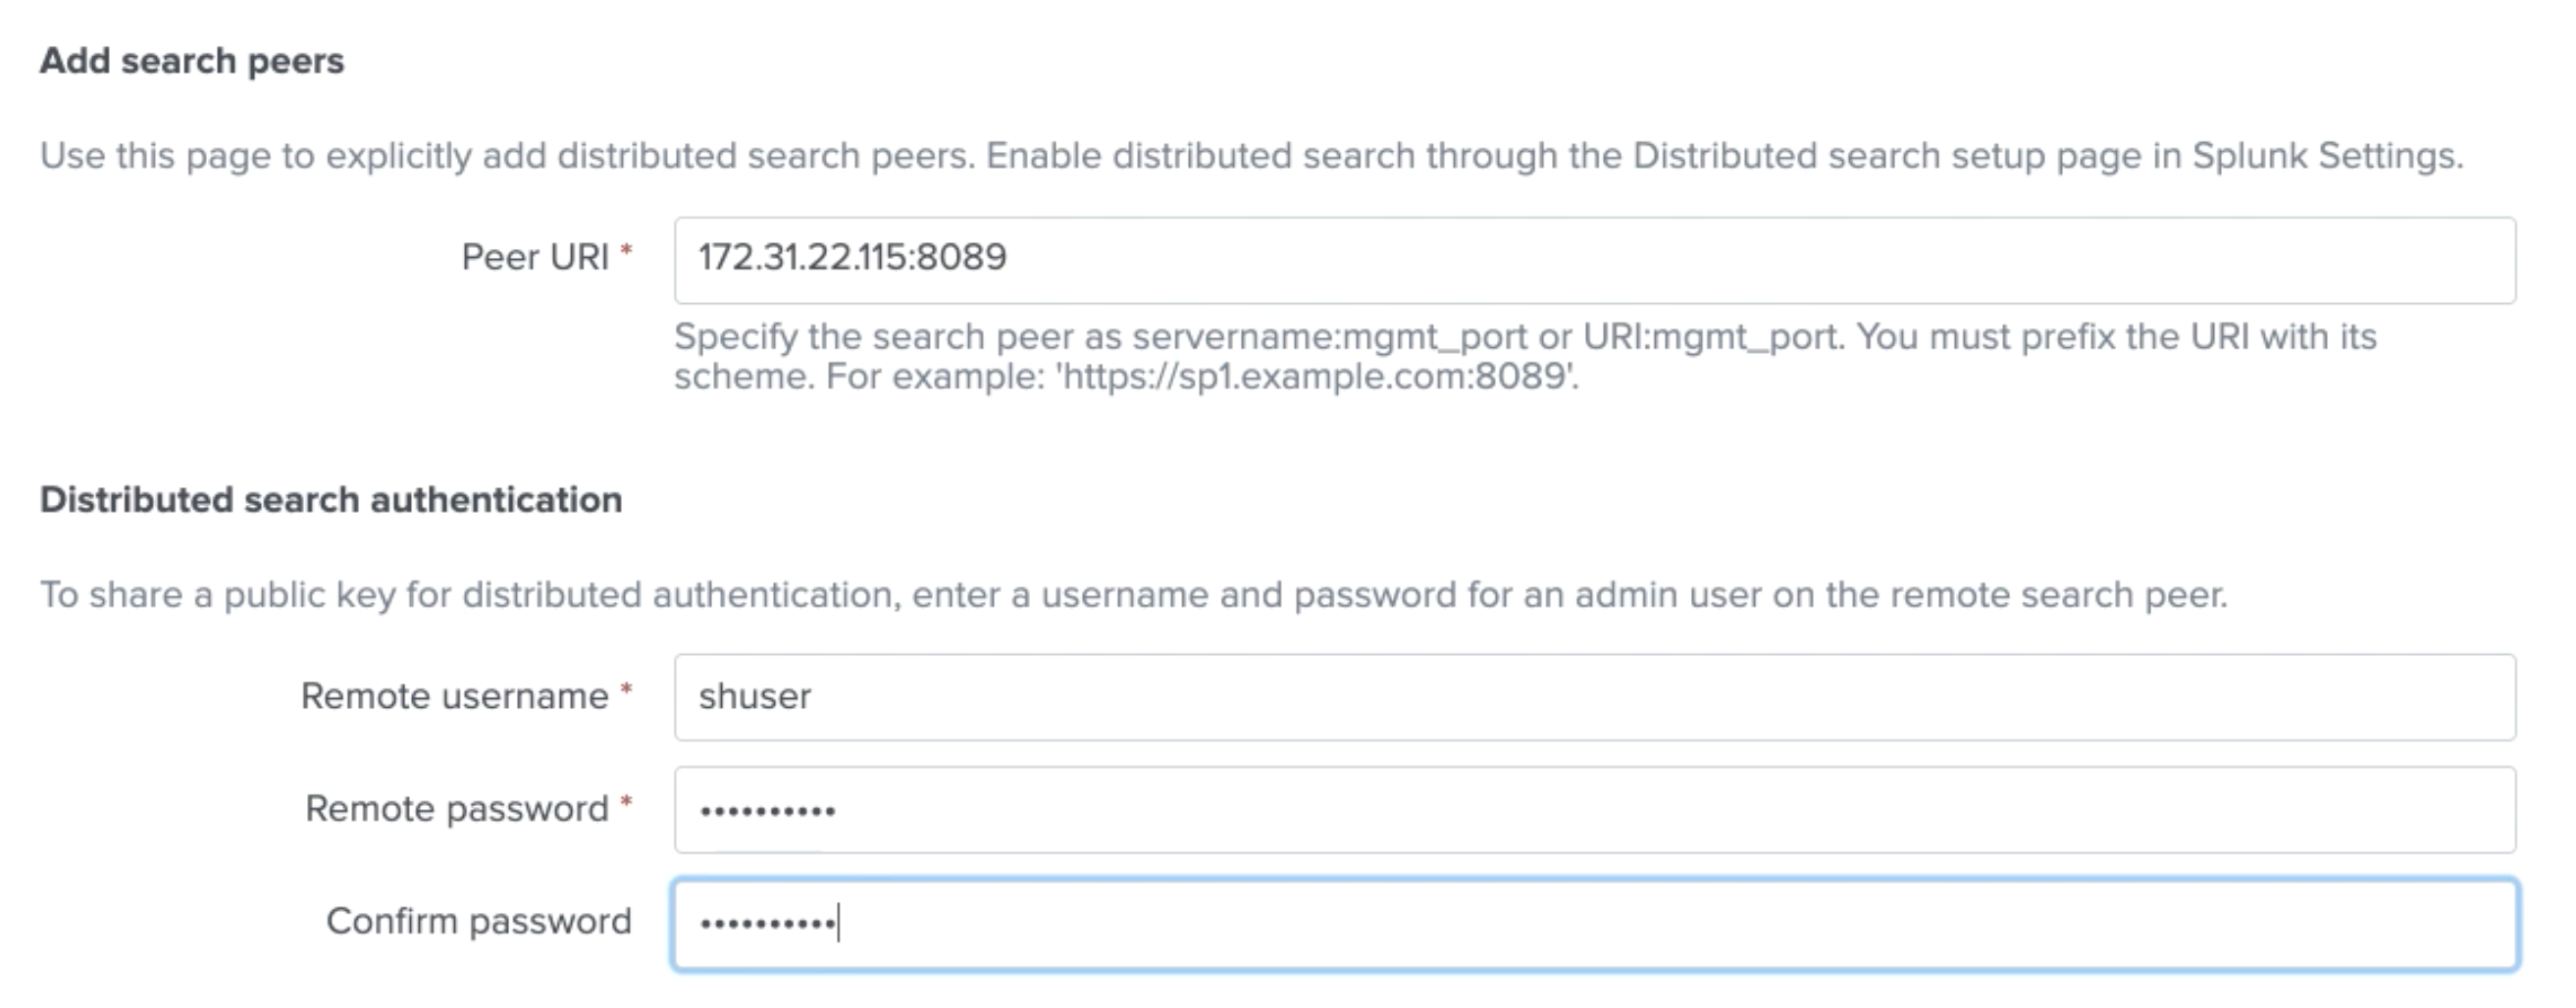 Add search peers
Use this page to explicitly add distributed search peers. Enable distributed search through the Distributed search setup page in Splunk Settings.
Peer URI * 172.31.22.115:8089
Specify the search peer as servername:mgmt_port or URI:mgmt_port. You must prefix the URI with its
scheme. For example: 'https://sp1.example.com:8089'.
Distributed search authentication
To share a public key for distributed authentication, enter a username and password for an admin user on the remote search peer.
Remote username * shuser
Remote password * ••••••••••
Confirm password ••••••••••